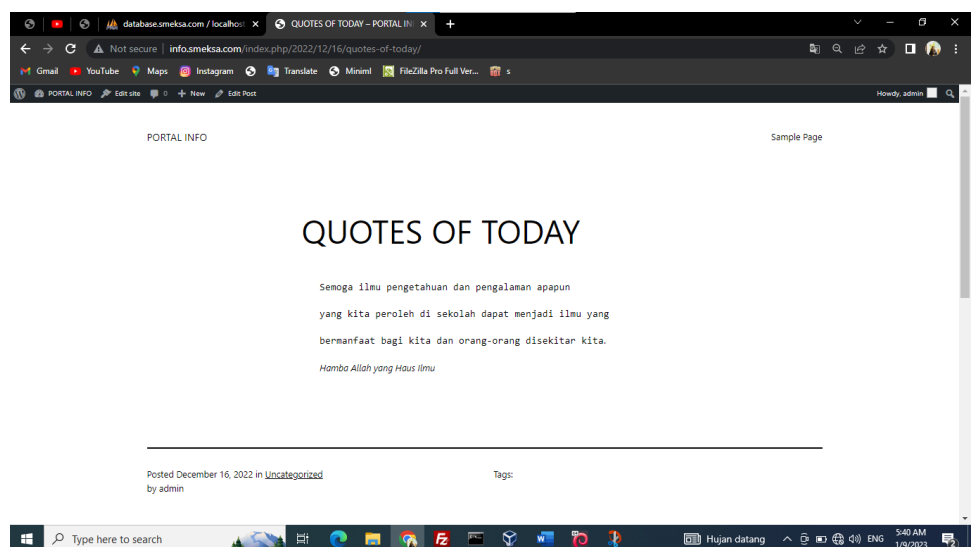 database.smeksa.com / localhost
QUOTES OF TODAY – PORTAL IN
Not secure | info.smeksa.com/index.php/2022/12/16/quotes-of-today/
Gmail YouTube Maps Instagram Translate Miniml FileZilla Pro Full Ver... s
PORTAL INFO Edit site 0 + New Edit Post Howdy, admin
PORTAL INFO Sample Page
QUOTES OF TODAY
Semoga ilmu pengetahuan dan pengalaman apapun
yang kita peroleh di sekolah dapat menjadi ilmu yang
bermanfaat bagi kita dan orang-orang disekitar kita.
Hamba Allah yang Haus Ilmu
Posted December 16, 2022 in Uncategorized Tags:
by admin
Type here to search Hujan datang ENG 5:40 AM
1/9/2023